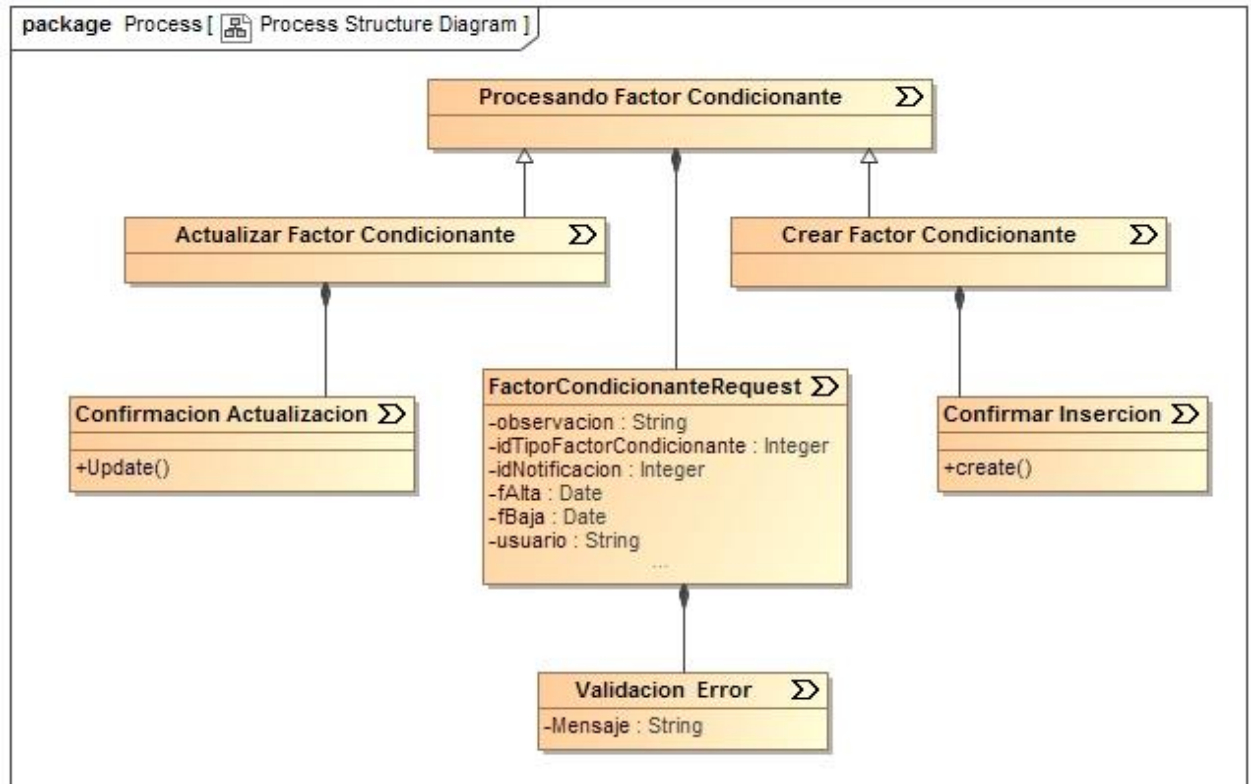 package Process [ Process Structure Diagram ]
Procesando Factor Condicionante
Actualizar Factor Condicionante
Crear Factor Condicionante
Confirmacion Actualizacion
+Update()
FactorCondicionanteRequest
-observacion : String
-idTipoFactorCondicionante : Integer
-idNotificacion : Integer
-fAlta : Date
-fBaja : Date
-usuario : String
...
Confirmar Insercion
+create()
Validacion Error
-Mensaje : String